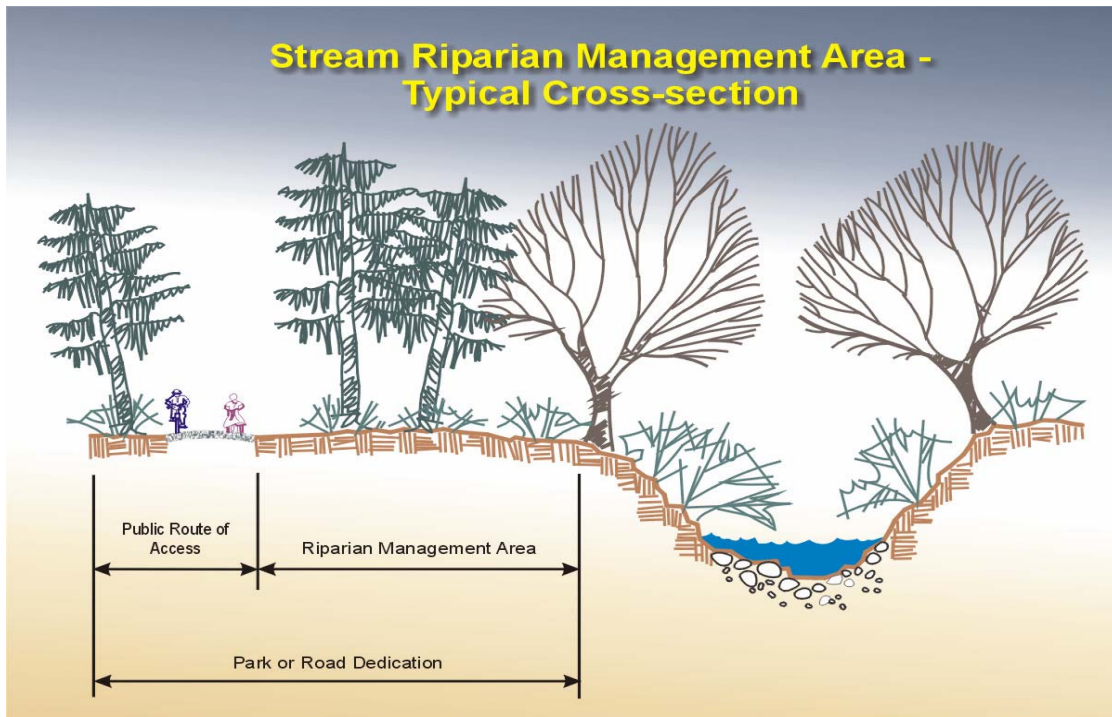 Stream Riparian Management Area -
Typical Cross-section
Public Route of
Access
Riparian Management Area
Park or Road Dedication